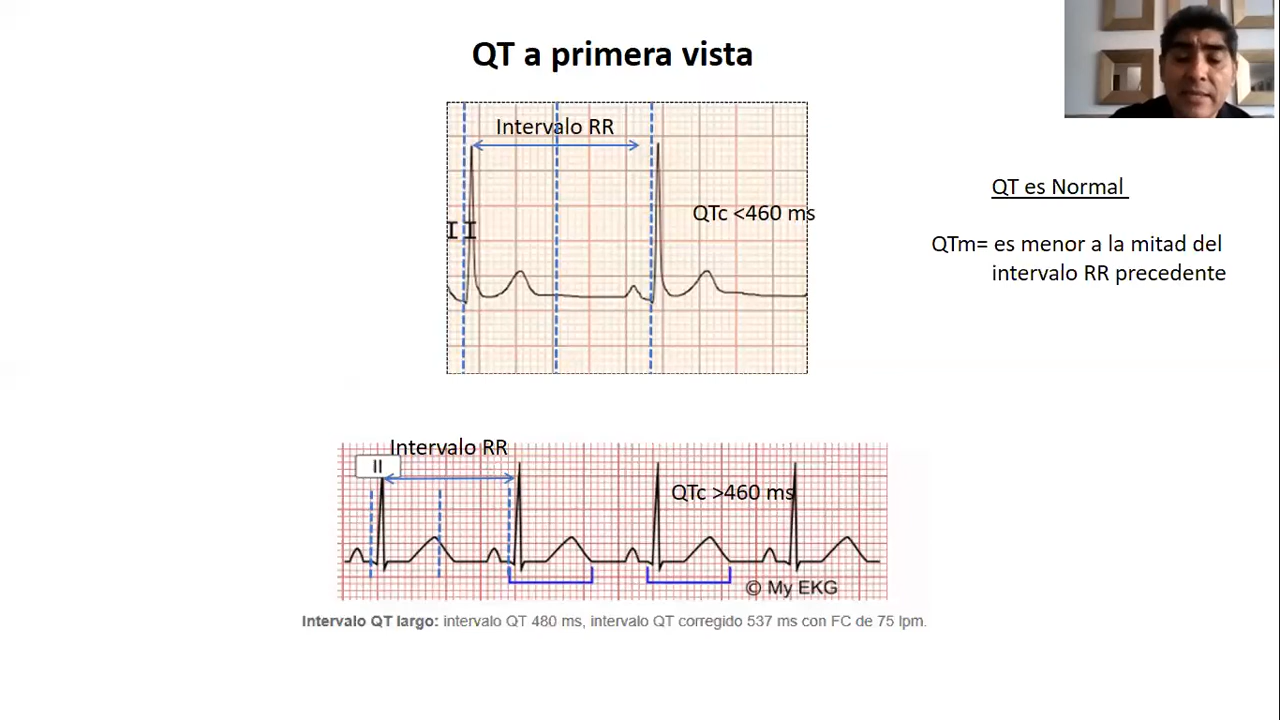 QT a primera vista
Intervalo RR
QTc <460 ms
II
QT es Normal
QTm= es menor a la mitad del
intervalo RR precedente
Intervalo RR
II
QTc >460 ms
© My EKG
Intervalo QT largo: intervalo QT 480 ms, intervalo QT corregido 537 ms con FC de 75 lpm.